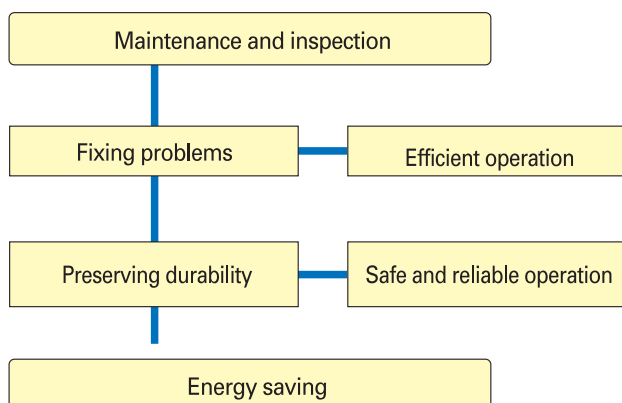 Maintenance and inspection
Fixing problems
Efficient operation
Preserving durability
Safe and reliable operation
Energy saving